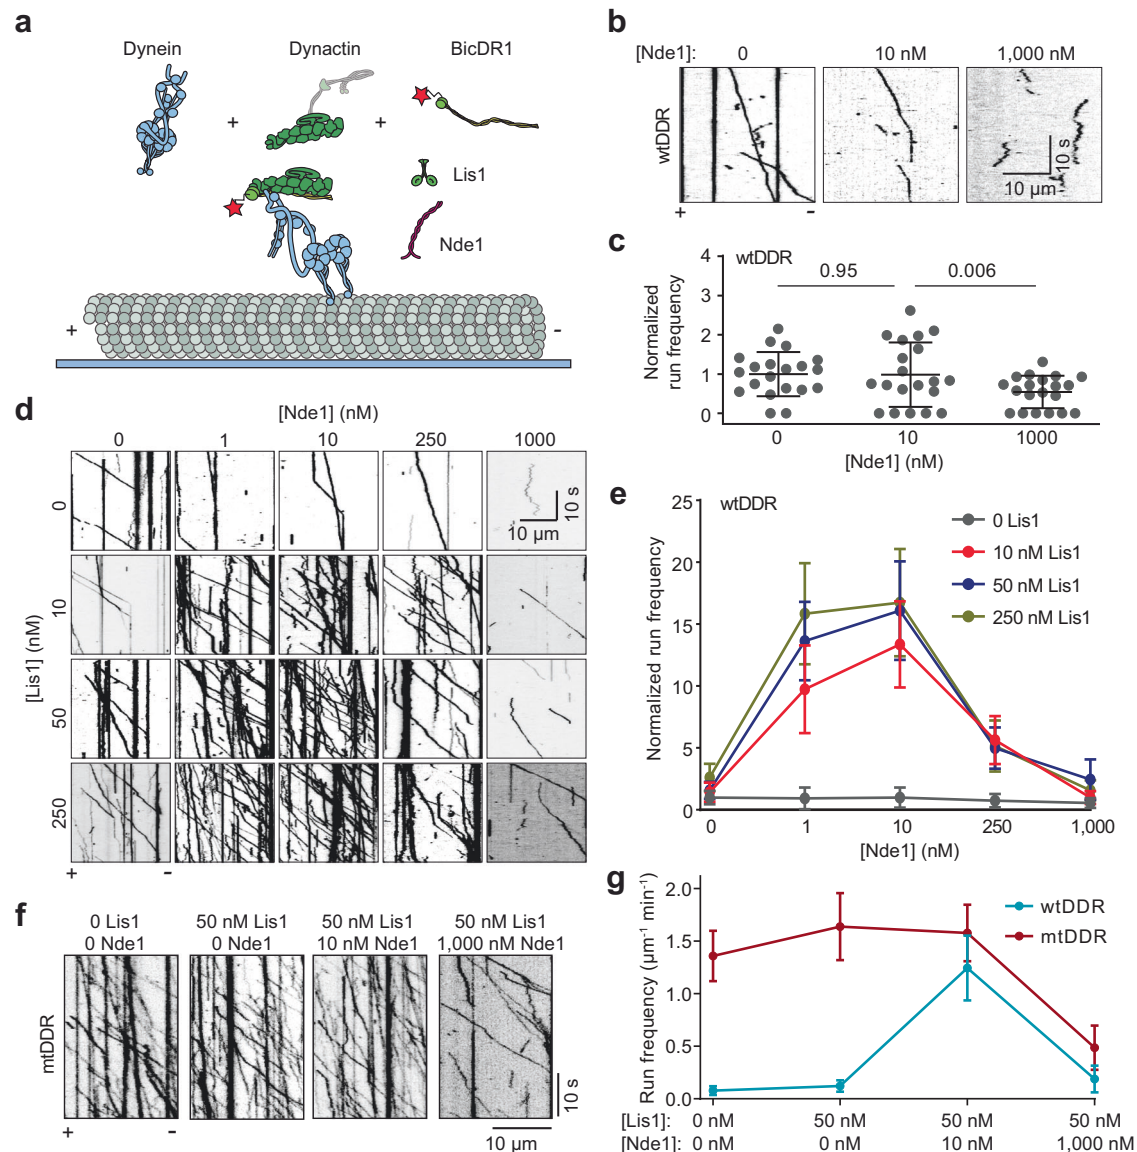 a
Dynein
Dynactin
BicDR1
+
+
Lis1
Nde1
+
-
b
[Nde1]:
0
10 nM
1,000 nM
wtDDR
10 s
10 µm
+
-
c
wtDDR
0.95
0.006
Normalized
run frequency
4
3
2
1
0
0
10
1000
[Nde1] (nM)
d
[Nde1] (nM)
0
1
10
250
1000
[Lis1] (nM)
0
10
50
250
10 s
10 µm
+
-
e
wtDDR
0 Lis1
10 nM Lis1
50 nM Lis1
250 nM Lis1
Normalized run frequency
25
20
15
10
5
0
0
1
10
250
1,000
[Nde1] (nM)
f
0 Lis1
0 Nde1
50 nM Lis1
0 Nde1
50 nM Lis1
10 nM Nde1
50 nM Lis1
1,000 nM Nde1
mtDDR
10 s
+
-
10 µm
g
wtDDR
mtDDR
Run frequency (µm⁻¹ min⁻¹)
2.0
1.5
1.0
0.5
0.0
[Lis1]: 0 nM 50 nM 50 nM 50 nM
[Nde1]: 0 nM 0 nM 10 nM 1,000 nM